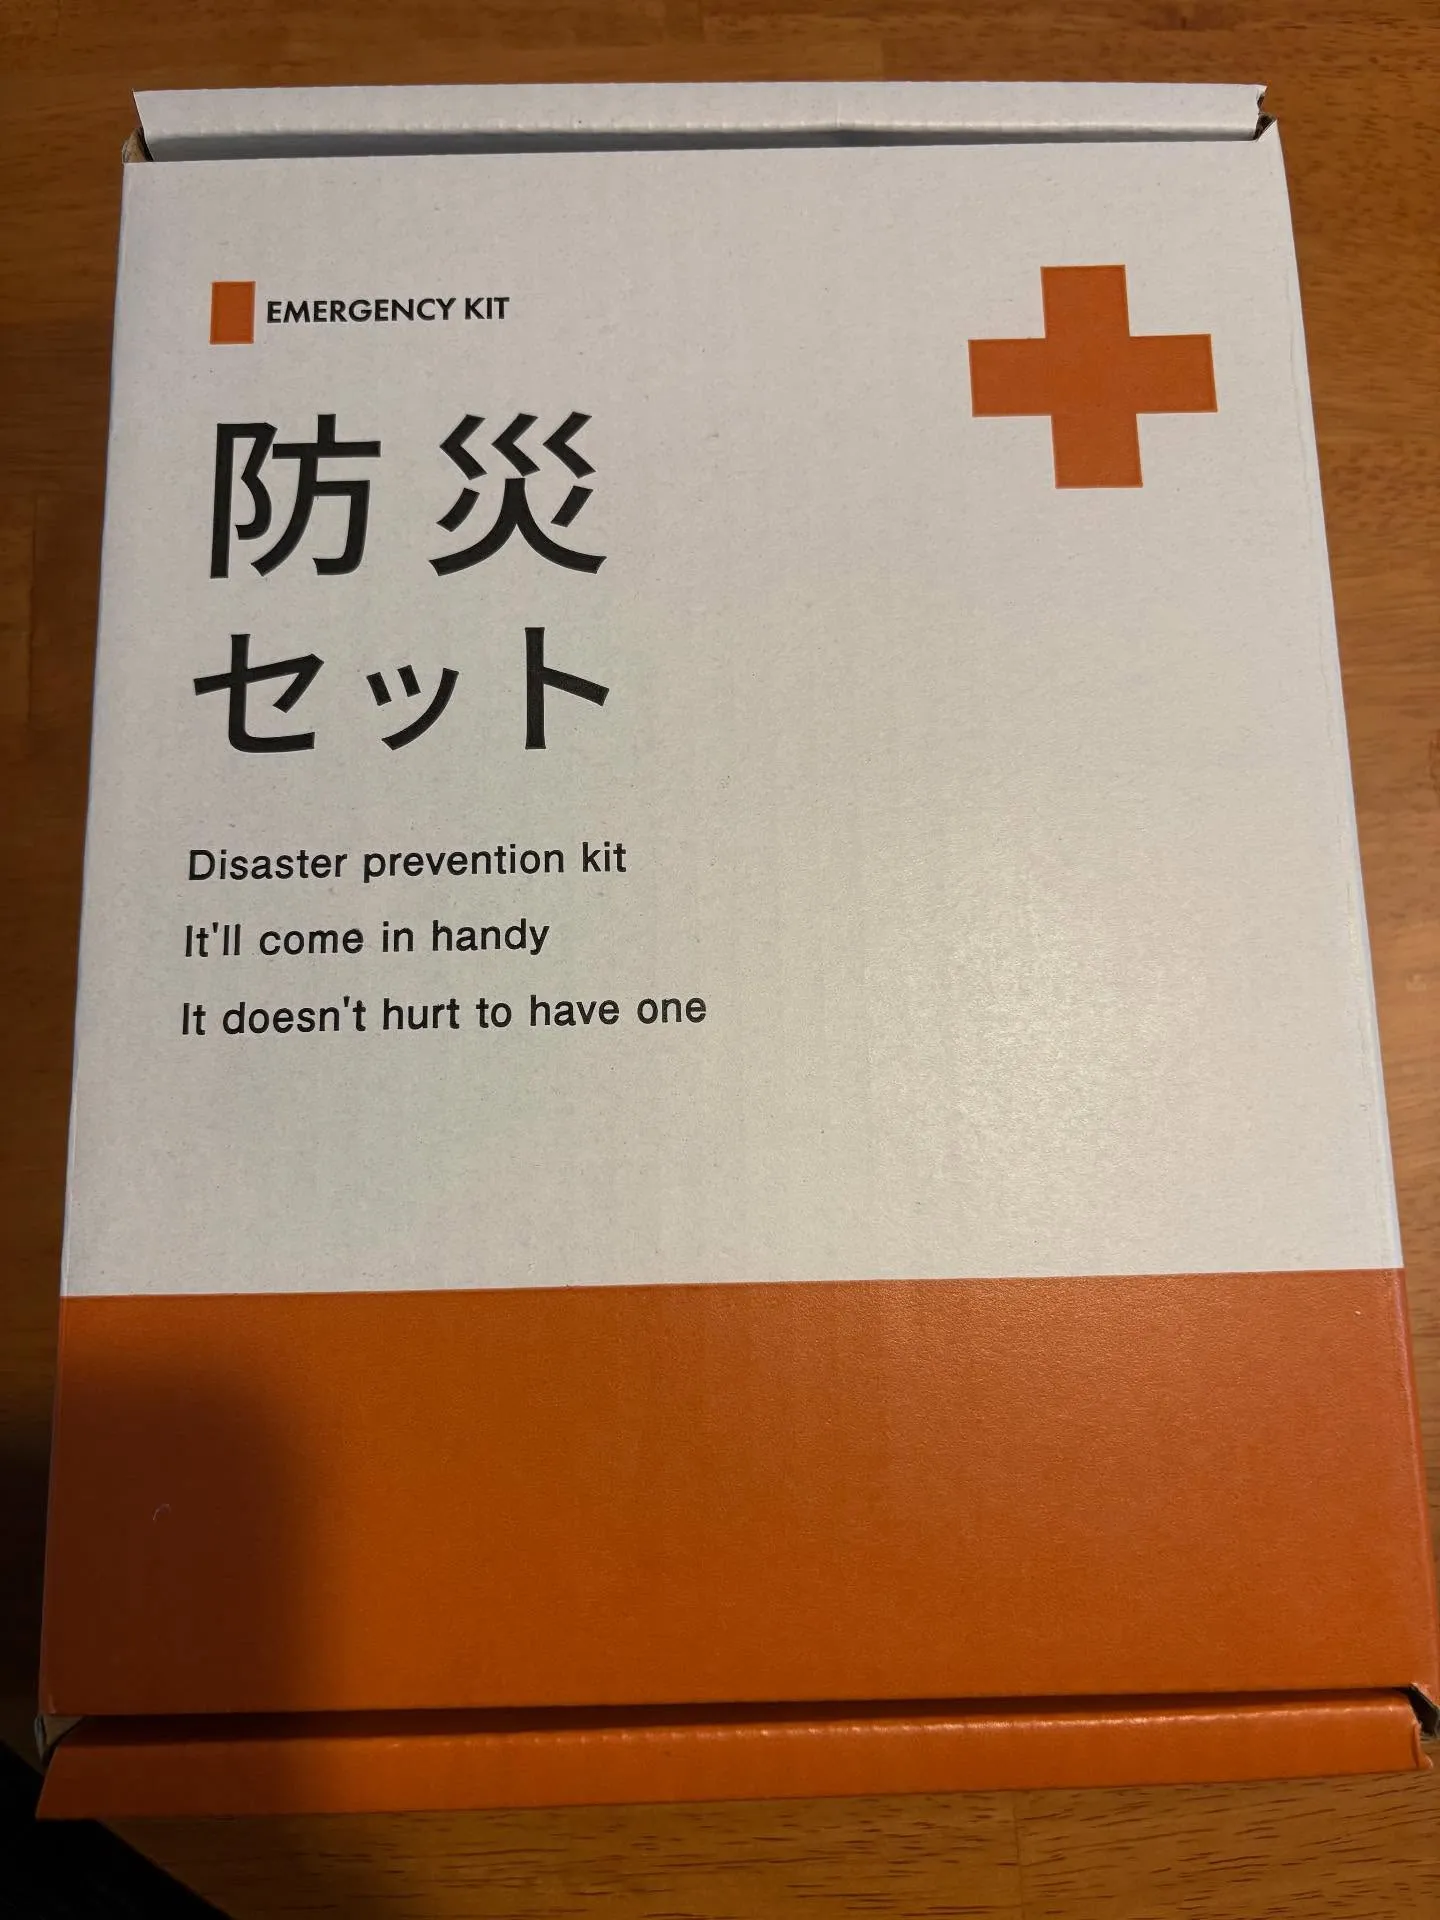 EMERGENCY KIT
防災
セット
Disaster prevention kit
It'll come in handy
It doesn't hurt to have one